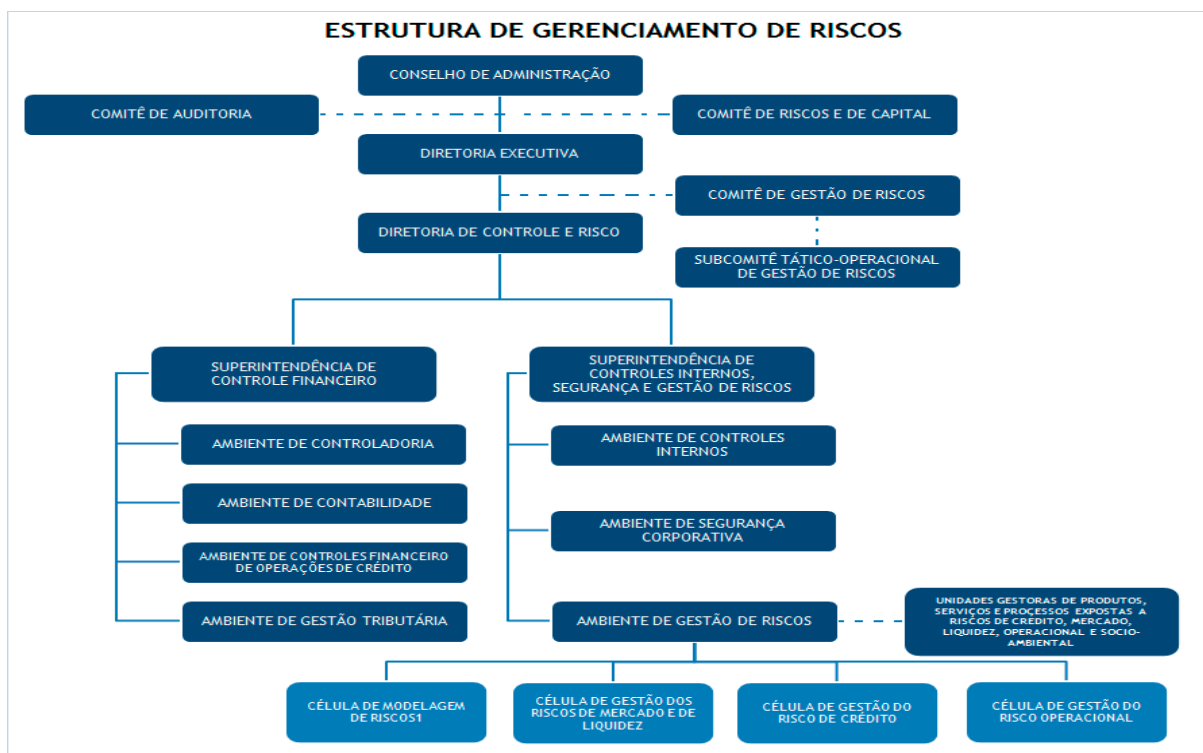 ESTRUTURA DE GERENCIAMENTO DE RISCOS
CONSELHO DE ADMINISTRAÇÃO
COMITÊ DE AUDITORIA
COMITÊ DE RISCOS E DE CAPITAL
DIRETORIA EXECUTIVA
COMITÊ DE GESTÃO DE RISCOS
DIRETORIA DE CONTROLE E RISCO
SUBCOMITÊ TÁTICO-OPERACIONAL
DE GESTÃO DE RISCOS
SUPERINTENDÊNCIA DE
CONTROLE FINANCEIRO
SUPERINTENDÊNCIA DE
CONTROLES INTERNOS,
SEGURANÇA E GESTÃO DE RISCOS
AMBIENTE DE CONTROLADORIA
AMBIENTE DE CONTROLES
INTERNOS
AMBIENTE DE CONTABILIDADE
AMBIENTE DE SEGURANÇA
CORPORATIVA
AMBIENTE DE CONTROLES FINANCEIRO
DE OPERAÇÕES DE CRÉDITO
AMBIENTE DE GESTÃO TRIBUTÁRIA
AMBIENTE DE GESTÃO DE RISCOS
UNIDADES GESTORAS DE PRODUTOS,
SERVIÇOS E PROCESSOS EXPOSTAS A
RISCOS DE CRÉDITO, MERCADO,
LIQUIDEZ, OPERACIONAL E SOCIO-
AMBIENTAL
CÉLULA DE MODELAGEM
DE RISCOS1
CÉLULA DE GESTÃO DOS
RISCOS DE MERCADO E DE
LIQUIDEZ
CÉLULA DE GESTÃO DO
RISCO DE CRÉDITO
CÉLULA DE GESTÃO DO
RISCO OPERACIONAL